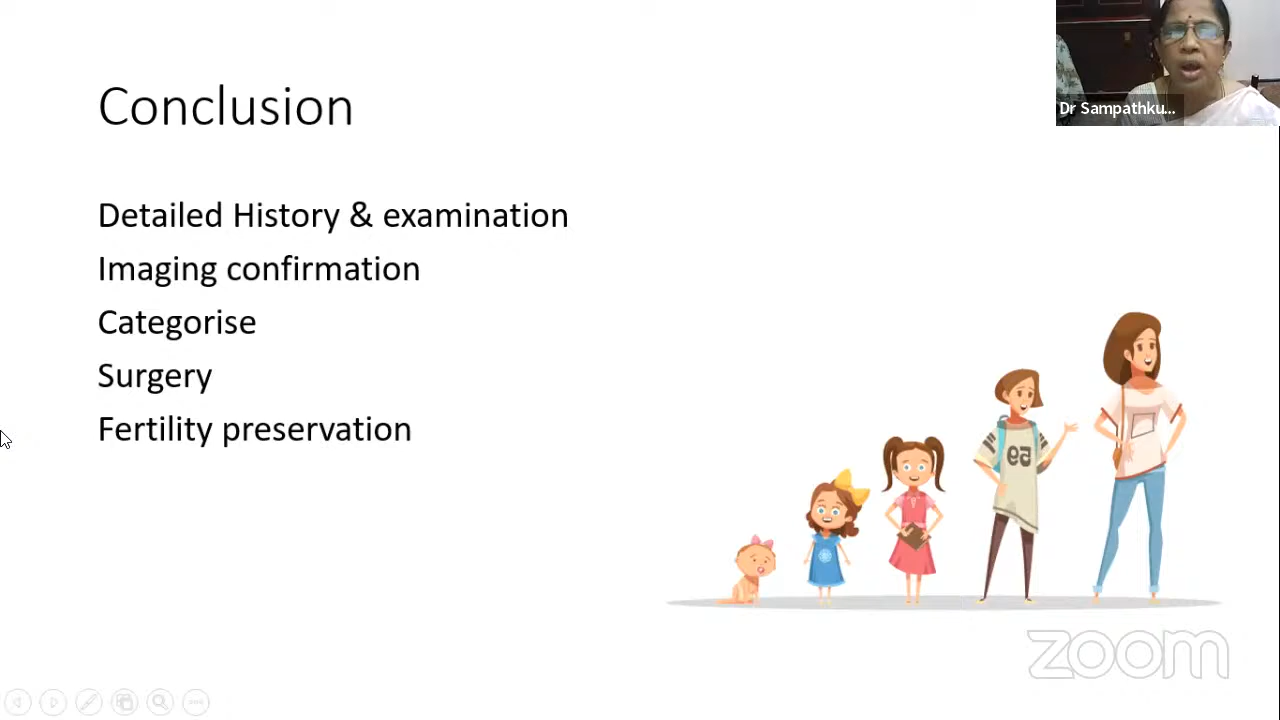 Conclusion
Dr Sampathku...
Detailed History & examination
Imaging confirmation
Categorise
Surgery
Fertility preservation
zoom